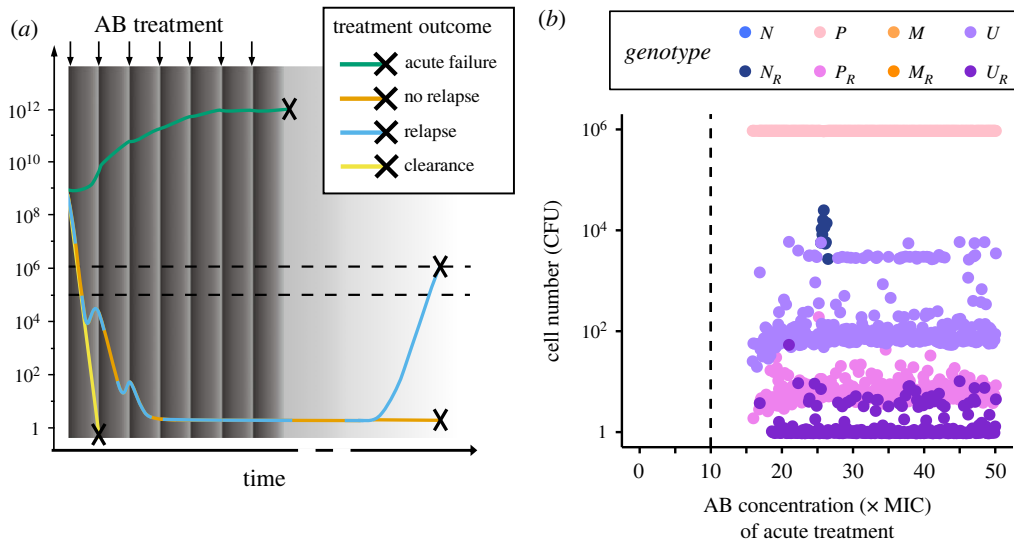 (a)
AB treatment
10^12
10^10
10^8
10^6
10^4
10^2
1
time
treatment outcome
acute failure
no relapse
relapse
clearance
(b)
genotype
N P M U
N_R P_R M_R U_R
10^6
10^4
10^2
1
cell number (CFU)
0 10 20 30 40 50
AB concentration (× MIC)
of acute treatment